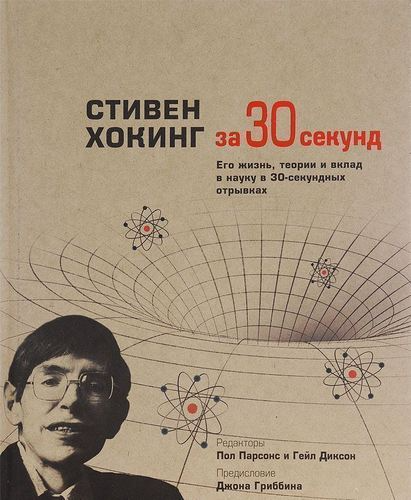 СТИВЕН
ХОКИНГ за 30 секунд
Его жизнь, теории и вклад
в науку в 30-секундных
отрывках
Редакторы
Пол Парсонс и Гейл Диксон
Предисловие
Джона Гриббина